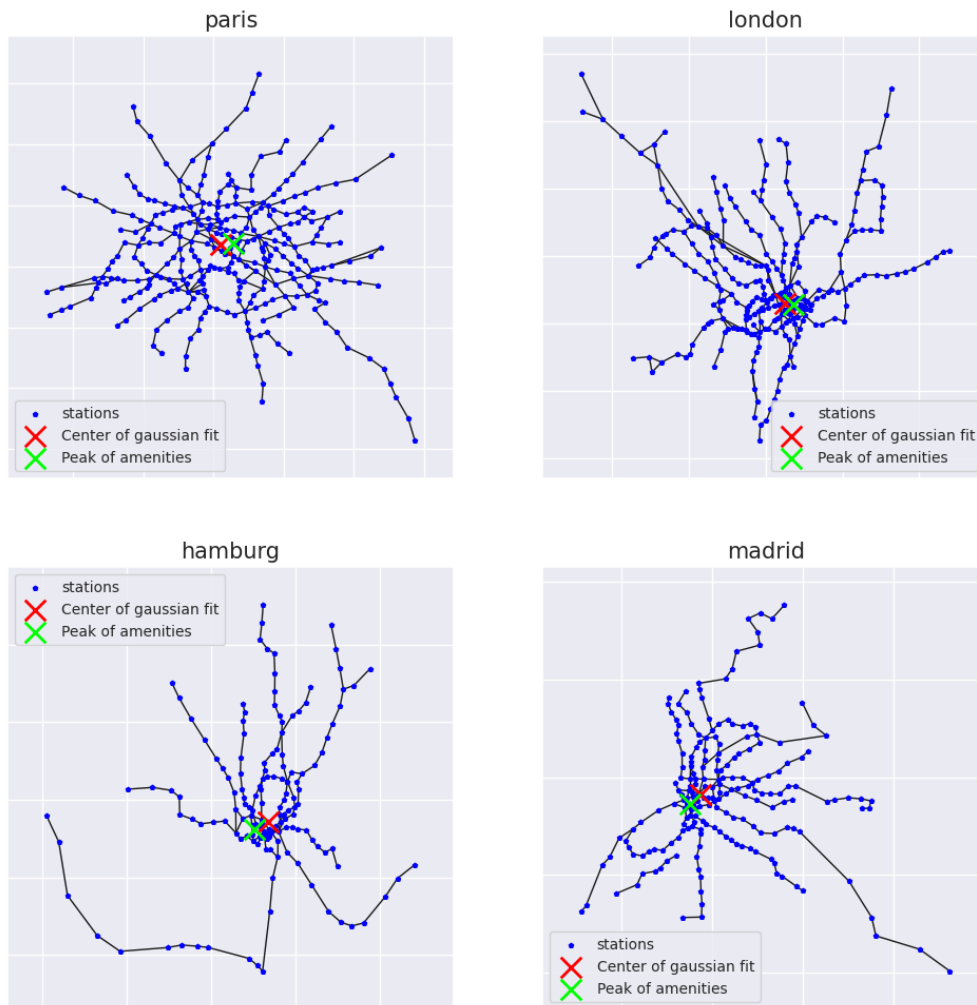 paris
stations
Center of gaussian fit
Peak of amenities
london
stations
Center of gaussian fit
Peak of amenities
hamburg
stations
Center of gaussian fit
Peak of amenities
madrid
stations
Center of gaussian fit
Peak of amenities